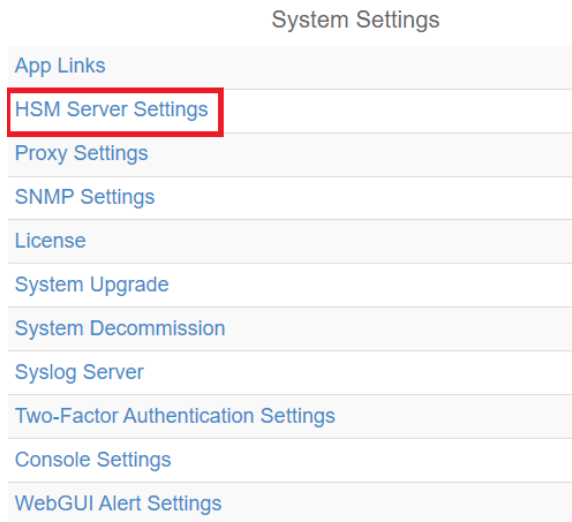 System Settings
App Links
HSM Server Settings
Proxy Settings
SNMP Settings
License
System Upgrade
System Decommission
Syslog Server
Two-Factor Authentication Settings
Console Settings
WebGUI Alert Settings